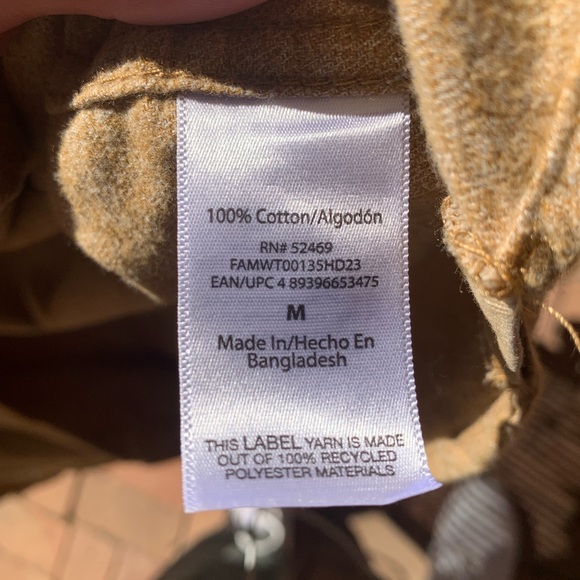 100% Cotton/Algodón
RN# 52469
FAMWT00135HD23
EAN/UPC 4 89396653475
M
Made In/Hecho En
Bangladesh
THIS LABEL YARN IS MADE
OUT OF 100% RECYCLED
POLYESTER MATERIALS